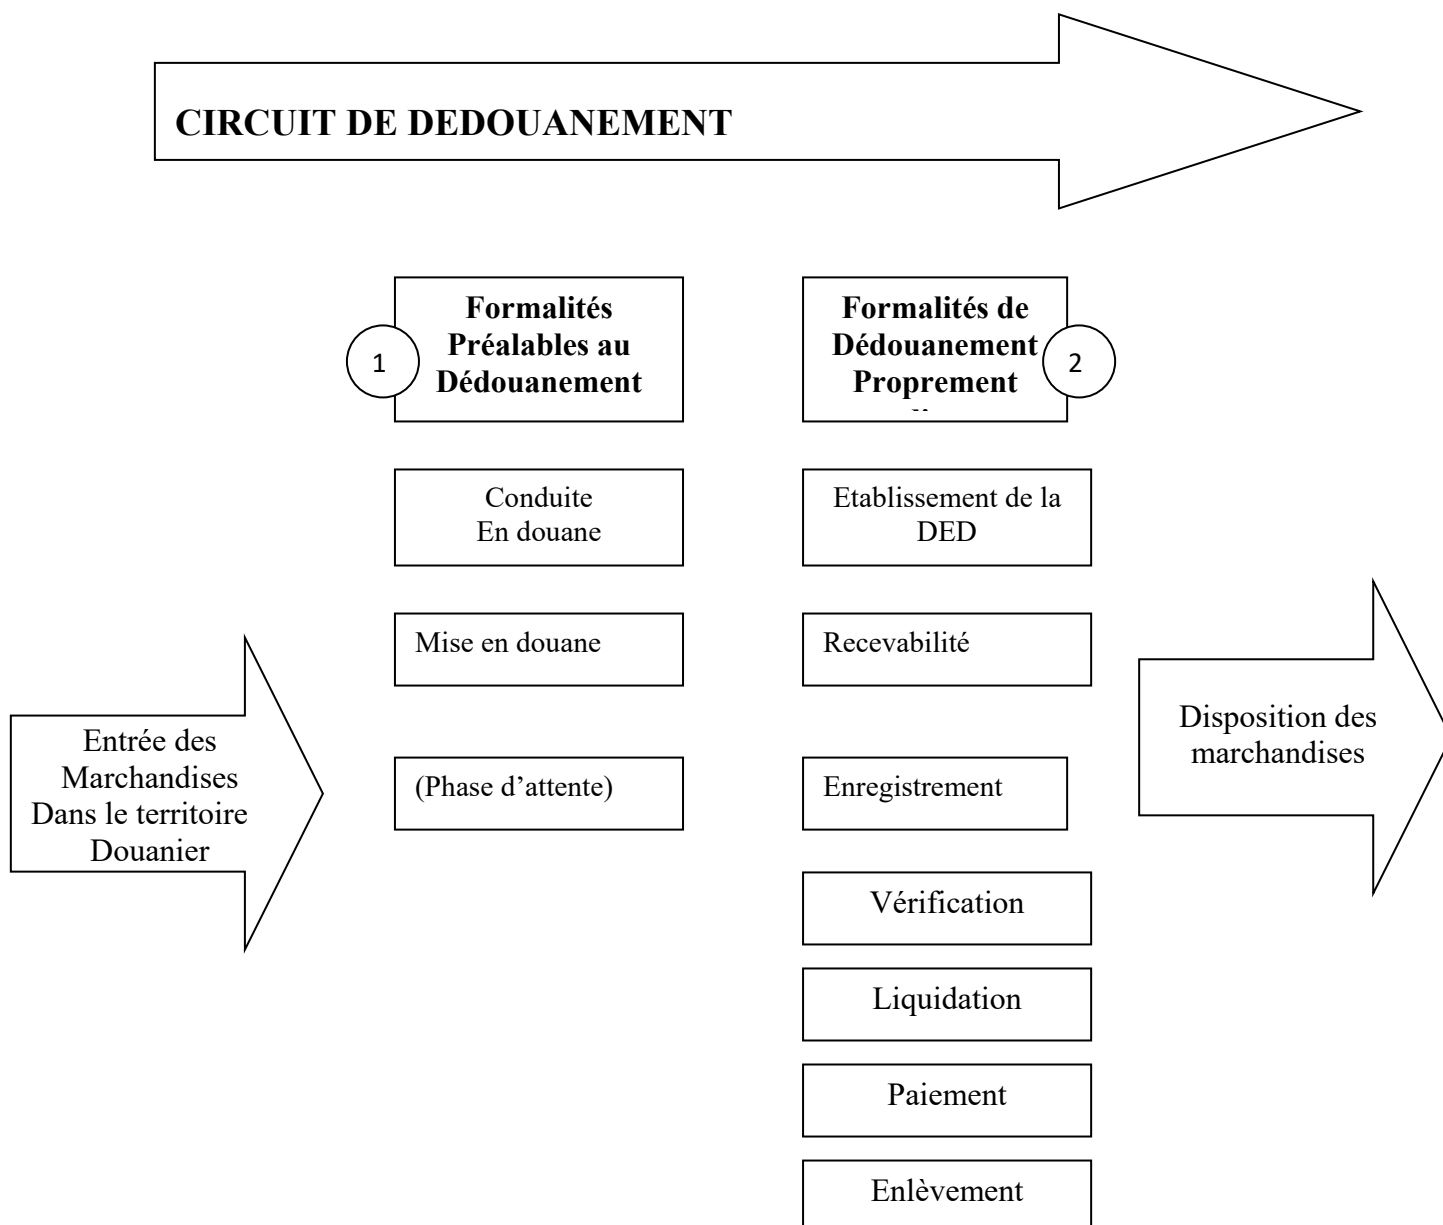 CIRCUIT DE DEDOUANEMENT
1
Formalités
Préalables au
Dédouanement
Formalités de
Dédouanement
Proprement
2
Conduite
En douane
Etablissement de la
DED
Mise en douane
Recevabilité
Entrée des
Marchandises
Dans le territoire
Douanier
(Phase d’attente)
Enregistrement
Disposition des
marchandises
Vérification
Liquidation
Paiement
Enlèvement